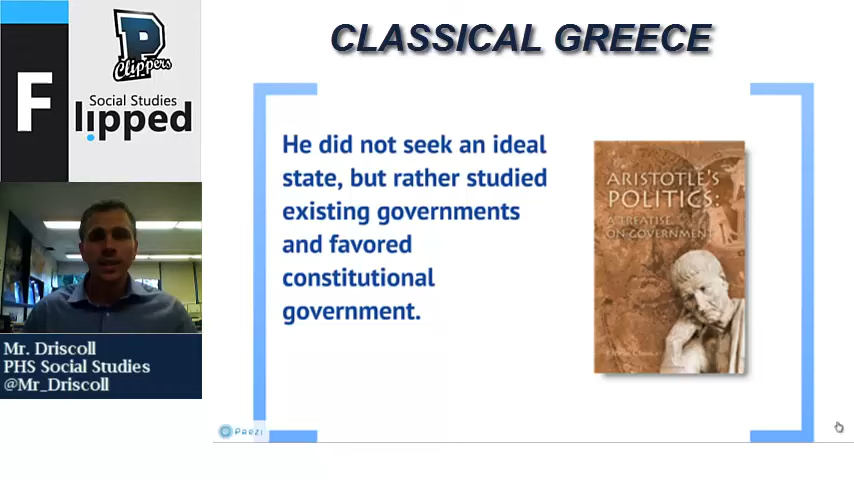 CLASSICAL GREECE
F
P
Clippers
Social Studies
flipped
He did not seek an ideal
state, but rather studied
existing governments
and favored
constitutional
government.
ARISTOTLE'S
POLITICS:
A TREATISE
ON GOVERNMENT
Mr. Driscoll
PHS Social Studies
@Mr_Driscoll
Prezi